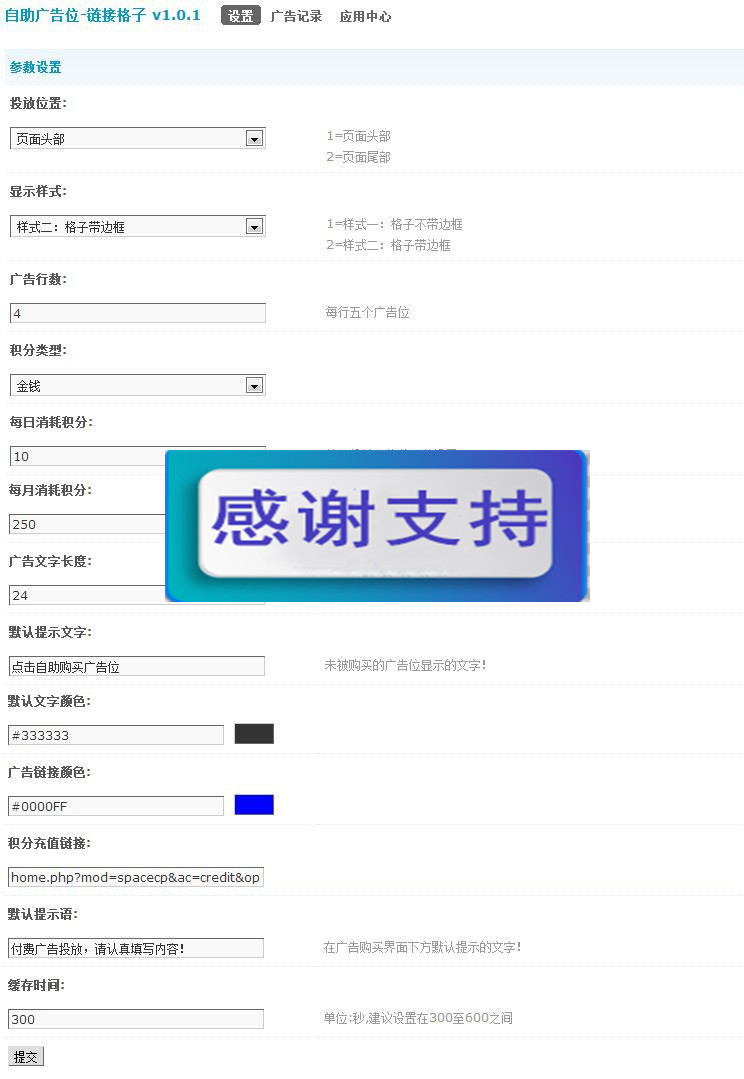 自助广告位-链接格子 v1.0.1 设置 广告记录 应用中心
参数设置
投放位置:
页面头部
1=页面头部
2=页面尾部
显示样式:
样式二：格子带边框
1=样式一：格子不带边框
2=样式二：格子带边框
广告行数:
4 每行五个广告位
积分类型:
金钱
每日消耗积分:
10
每月消耗积分:
250
感谢支持
广告文字长度:
24
默认提示文字:
点击自助购买广告位 未被购买的广告位显示的文字!
默认文字颜色:
#333333
广告链接颜色:
#0000FF
积分充值链接:
home.php?mod=spacecp&ac=credit&op
默认提示语:
付费广告投放，请认真填写内容! 在广告购买界面下方默认提示的文字!
缓存时间:
300 单位:秒,建议设置在300至600之间
提交